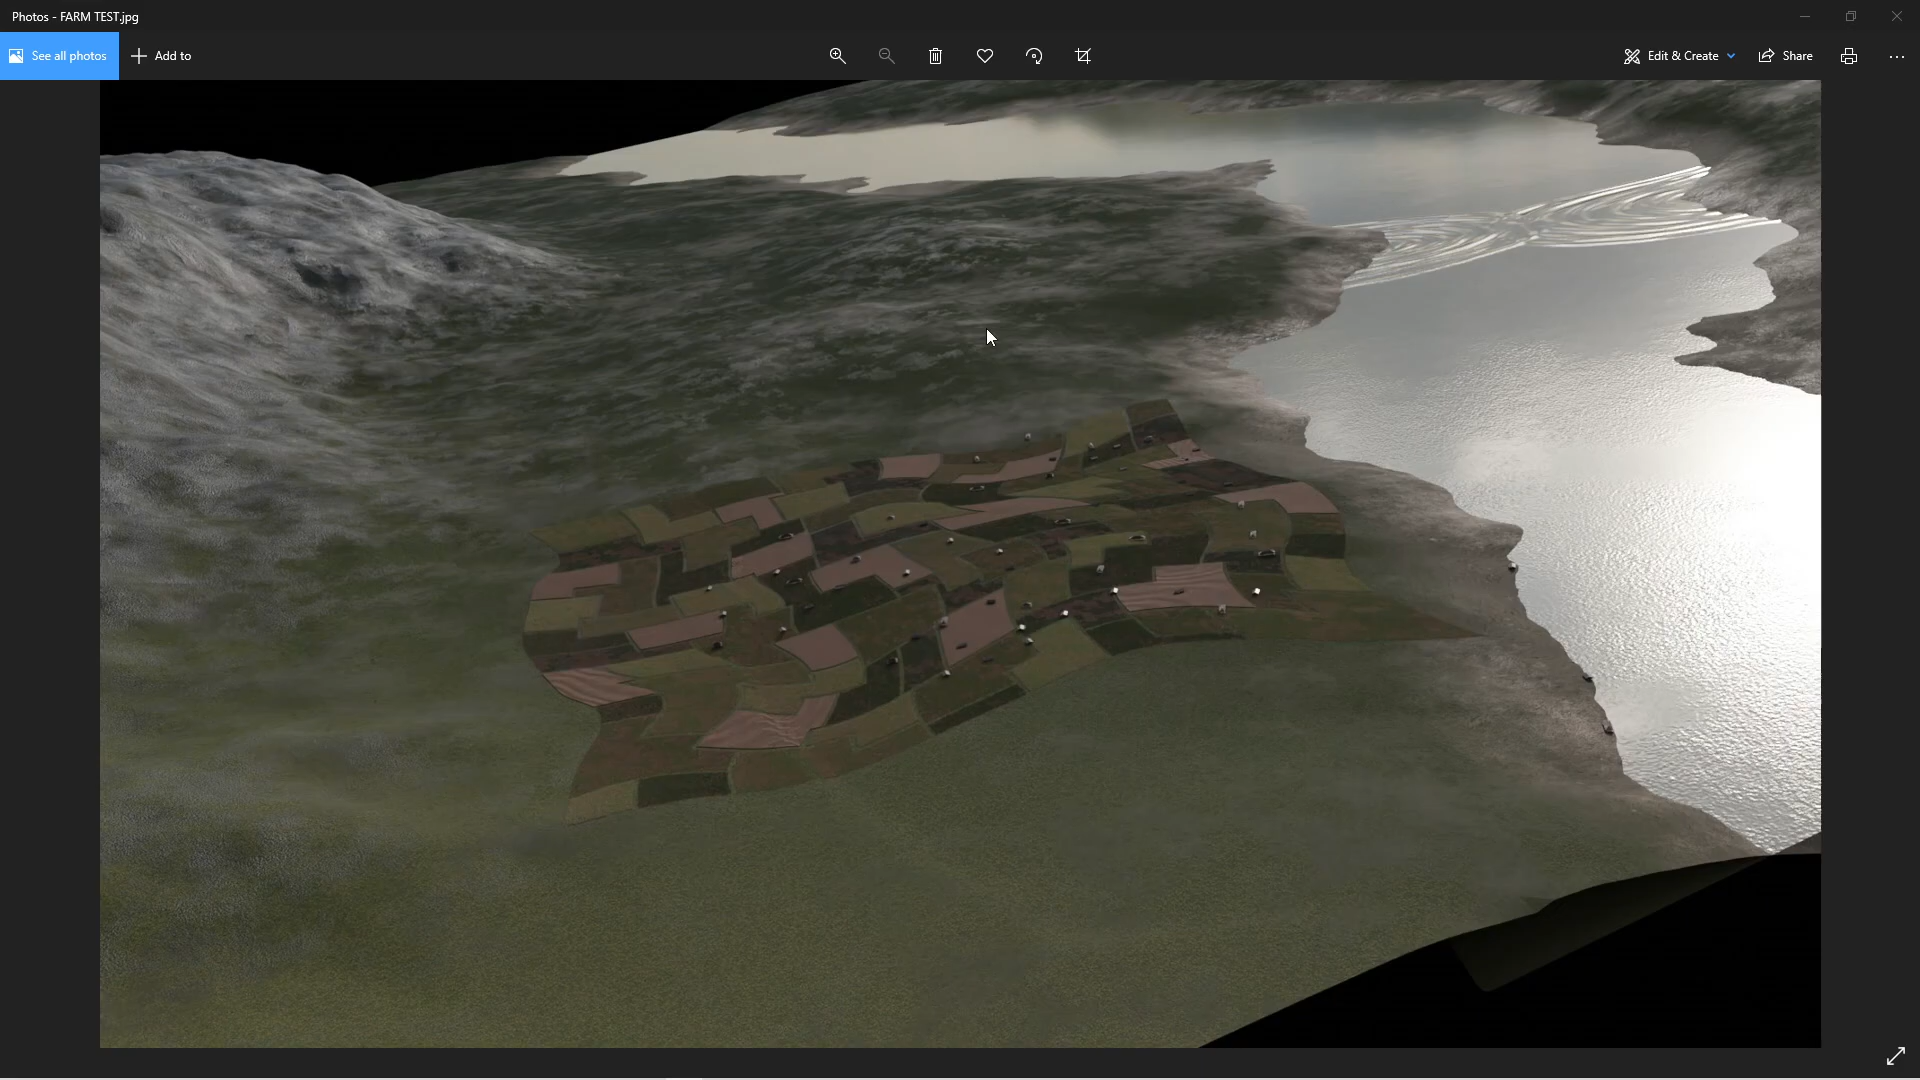 Photos - FARM TEST.jpg
See all photos
Add to
Edit & Create
Share